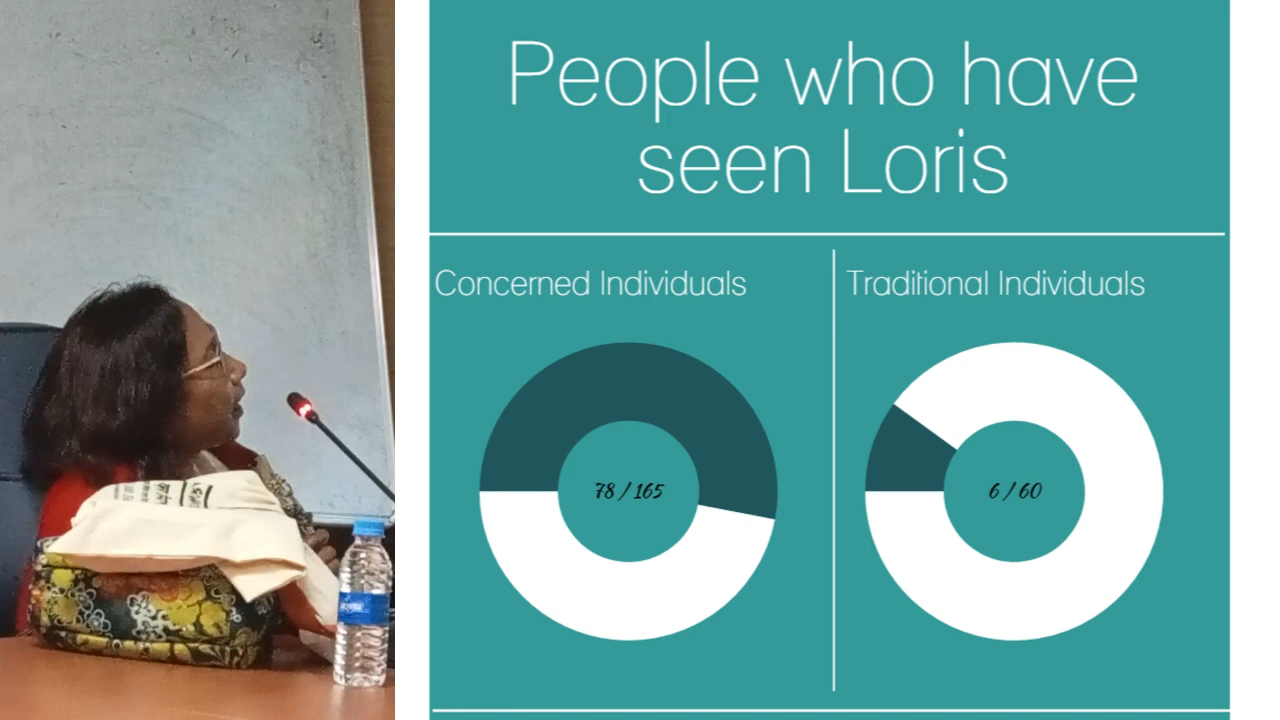 People who have
seen Loris
Concerned Individuals
Traditional Individuals
78 / 165
6 / 60